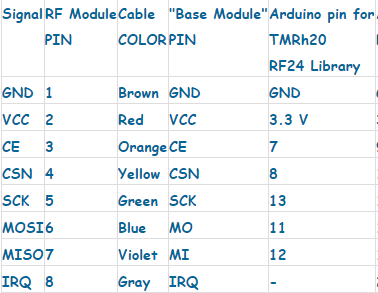 Signal RF Module Cable "Base Module" Arduino pin for
PIN COLOR PIN TMRh20
RF24 Library
GND 1 Brown GND GND
VCC 2 Red VCC 3.3 V
CE 3 Orange CE 7
CSN 4 Yellow CSN 8
SCK 5 Green SCK 13
MOSI 6 Blue MO 11
MISO 7 Violet MI 12
IRQ 8 Gray IRQ -